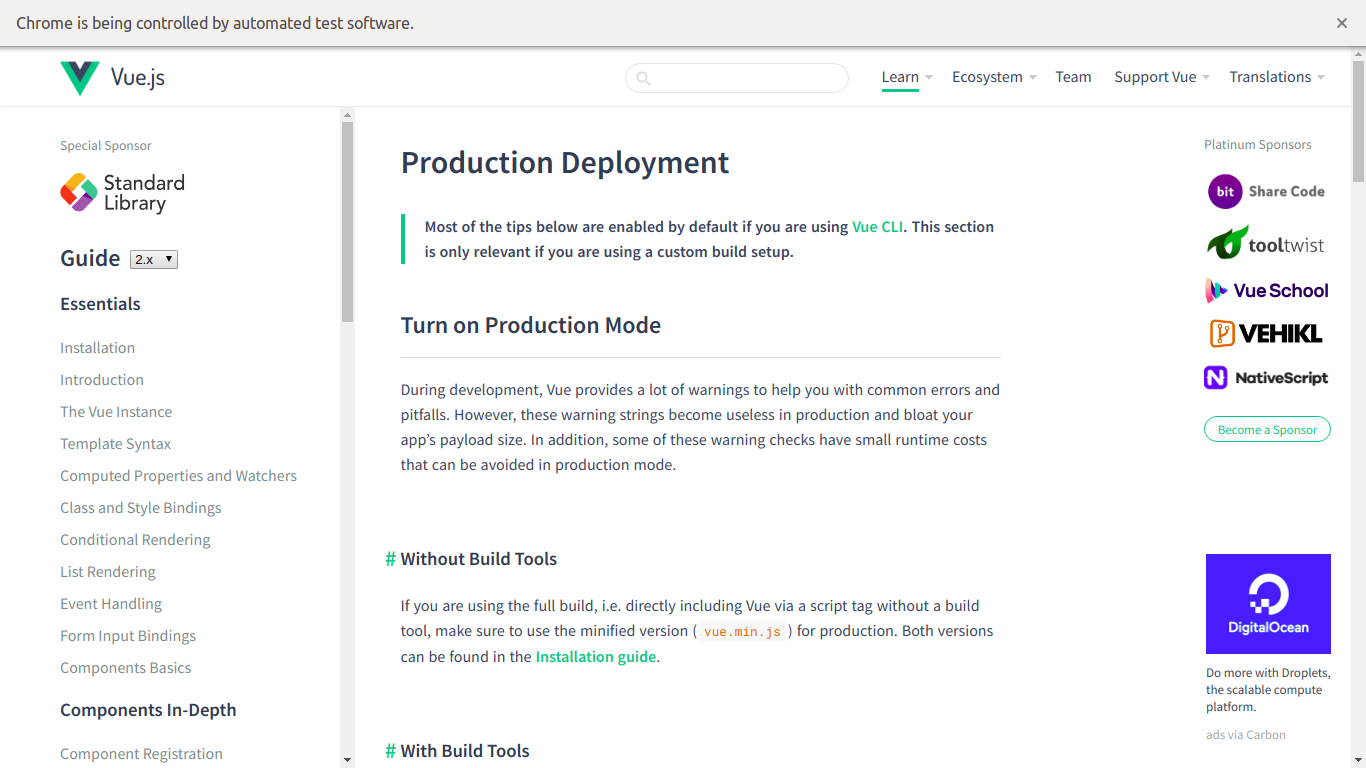 Chrome is being controlled by automated test software.
Vue.js
Learn
Ecosystem
Team
Support Vue
Translations
Special Sponsor
Standard
Library
Guide 2.x
Essentials
Installation
Introduction
The Vue Instance
Template Syntax
Computed Properties and Watchers
Class and Style Bindings
Conditional Rendering
List Rendering
Event Handling
Form Input Bindings
Components Basics
Components In-Depth
Component Registration
Production Deployment
Most of the tips below are enabled by default if you are using Vue CLI. This section
is only relevant if you are using a custom build setup.
Turn on Production Mode
During development, Vue provides a lot of warnings to help you with common errors and
pitfalls. However, these warning strings become useless in production and bloat your
app’s payload size. In addition, some of these warning checks have small runtime costs
that can be avoided in production mode.
# Without Build Tools
If you are using the full build, i.e. directly including Vue via a script tag without a build
tool, make sure to use the minified version ( vue.min.js ) for production. Both versions
can be found in the Installation guide.
# With Build Tools
Platinum Sponsors
bit Share Code
tooltwist
Vue School
VEHIKL
N NativeScript
Become a Sponsor
DigitalOcean
Do more with Droplets,
the scalable compute
platform.
ads via Carbon